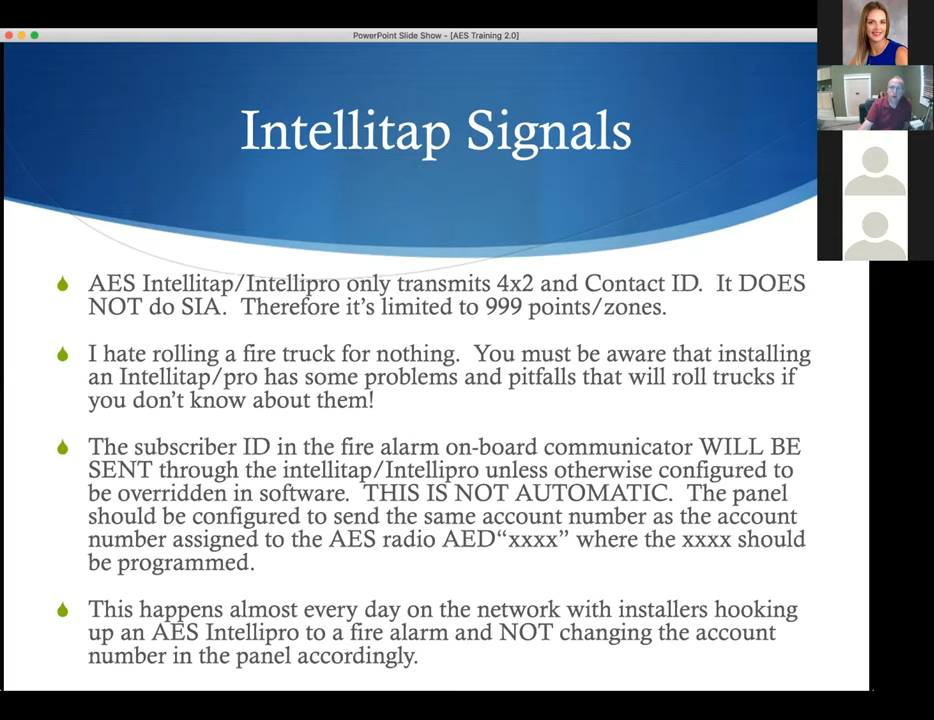 PowerPoint Slide Show - [AES Training 2.0]
Intellitap Signals
AES Intellitap/Intellipro only transmits 4x2 and Contact ID.  It DOES
NOT do SIA.  Therefore it's limited to 999 points/zones.
I hate rolling a fire truck for nothing.  You must be aware that installing
an Intellitap/pro has some problems and pitfalls that will roll trucks if
you don't know about them!
The subscriber ID in the fire alarm on-board communicator WILL BE
SENT through the intellitap/Intellipro unless otherwise configured to
be overridden in software.  THIS IS NOT AUTOMATIC.  The panel
should be configured to send the same account number as the account
number assigned to the AES radio AED“xxxx” where the xxxx should
be programmed.
This happens almost every day on the network with installers hooking
up an AES Intellipro to a fire alarm and NOT changing the account
number in the panel accordingly.